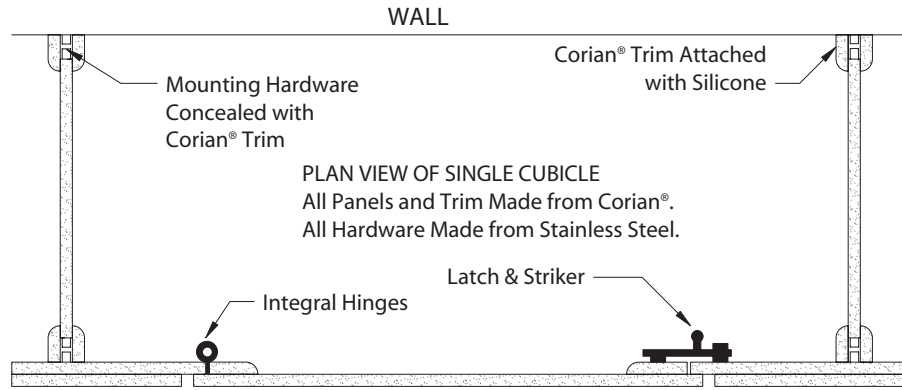 WALL
Mounting Hardware
Concealed with
Corian® Trim
Corian® Trim Attached
with Silicone
PLAN VIEW OF SINGLE CUBICLE
All Panels and Trim Made from Corian®.
All Hardware Made from Stainless Steel.
Latch & Striker
Integral Hinges